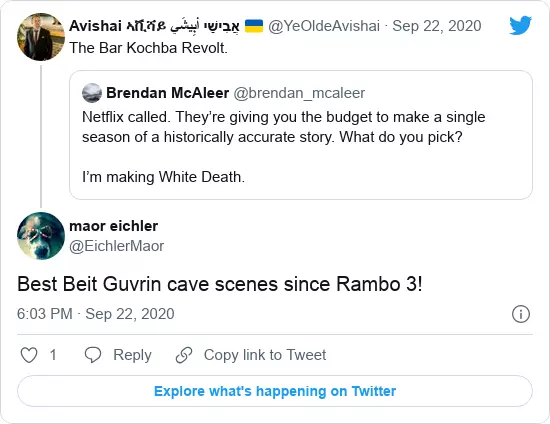 Avishai ኣቪሻይ أَبِيشَي אֲבִישַׁי @YeOldeAvishai · Sep 22, 2020
The Bar Kochba Revolt.
Brendan McAleer @brendan_mcaleer
Netflix called. They’re giving you the budget to make a single
season of a historically accurate story. What do you pick?
I’m making White Death.
maor eichler
@EichlerMaor
Best Beit Guvrin cave scenes since Rambo 3!
6:03 PM · Sep 22, 2020
1 Reply Copy link to Tweet
Explore what's happening on Twitter